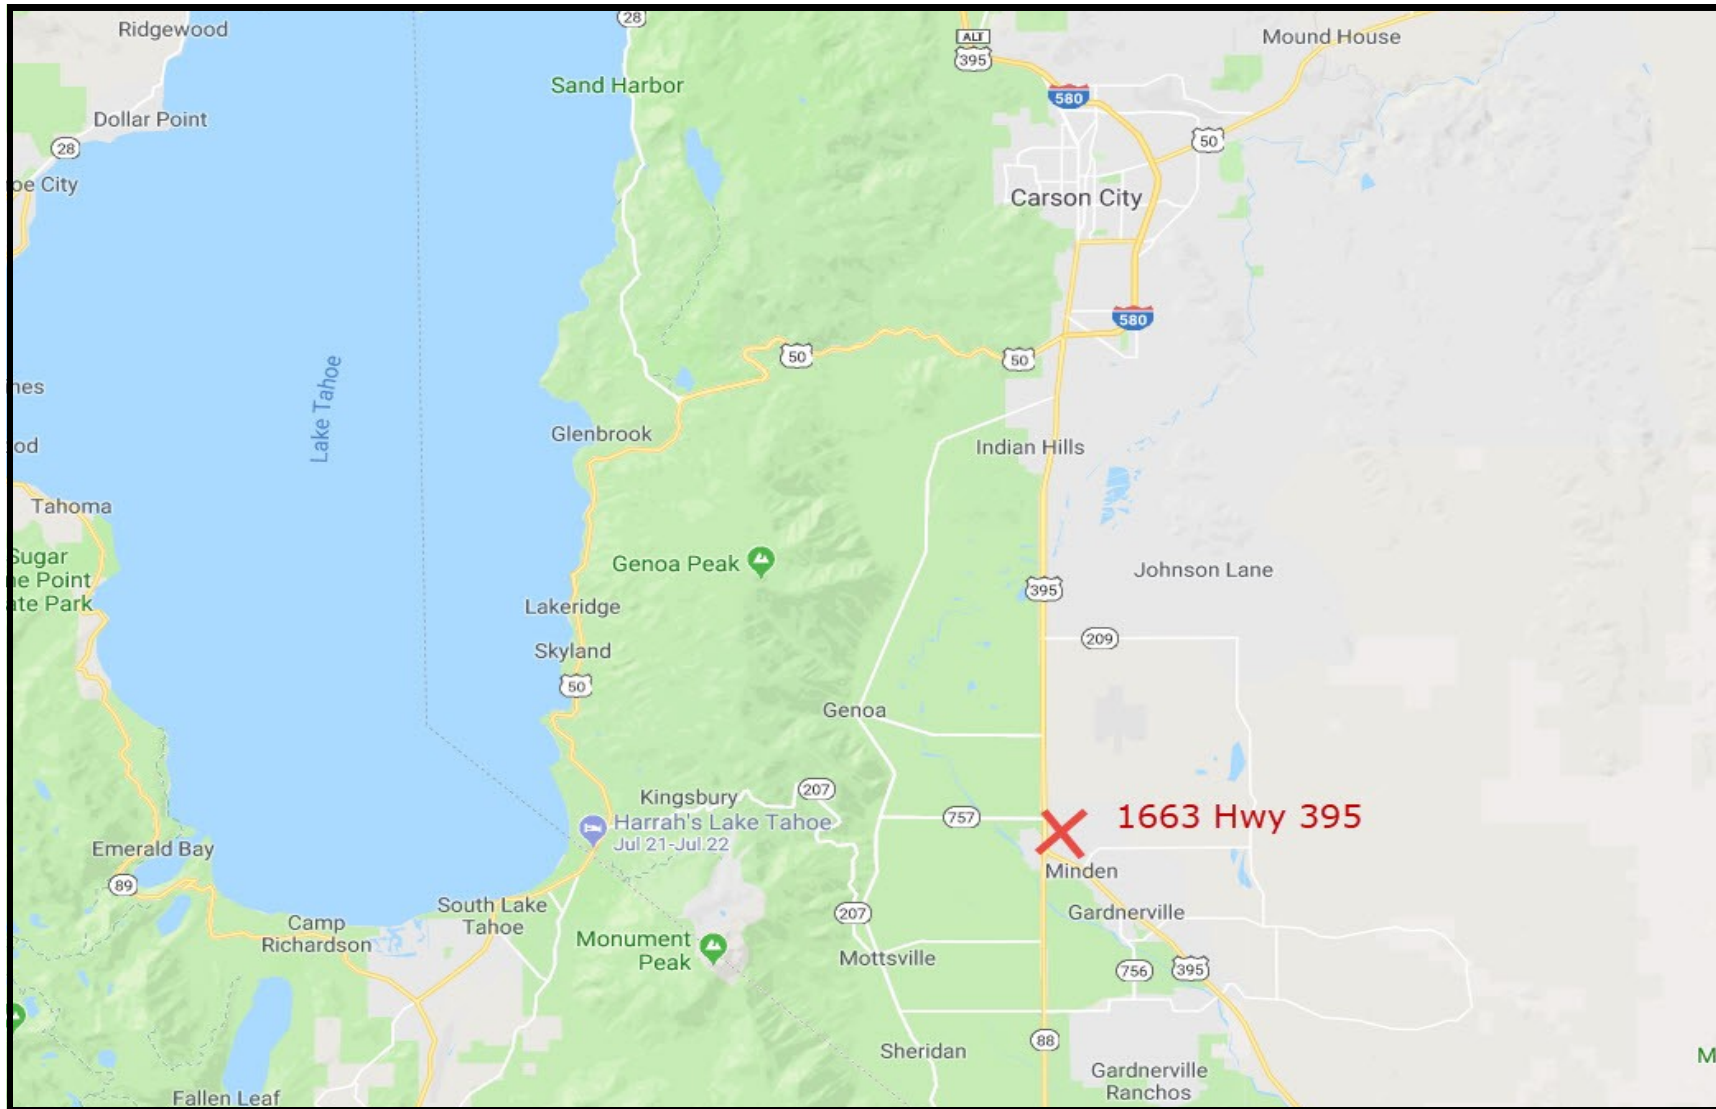 Ridgewood
28
ALT
395
Mound House
Sand Harbor
580
Dollar Point
28
50
oe City
Carson City
580
50
50
Lake Tahoe
nes
Glenbrook
Indian Hills
od
Tahoma
Sugar
ne Point
ate Park
Genoa Peak
Johnson Lane
395
Lakeridge
209
Skyland
50
Genoa
207
Kingsbury
757
1663 Hwy 395
Harrah's Lake Tahoe
Jul 21-Jul 22
Emerald Bay
Minden
89
South Lake
Tahoe
207
Gardnerville
Camp
Richardson
Monument
Peak
Mottsville
756
395
88
Sheridan
Gardnerville
Ranchos
Fallen Leaf
M